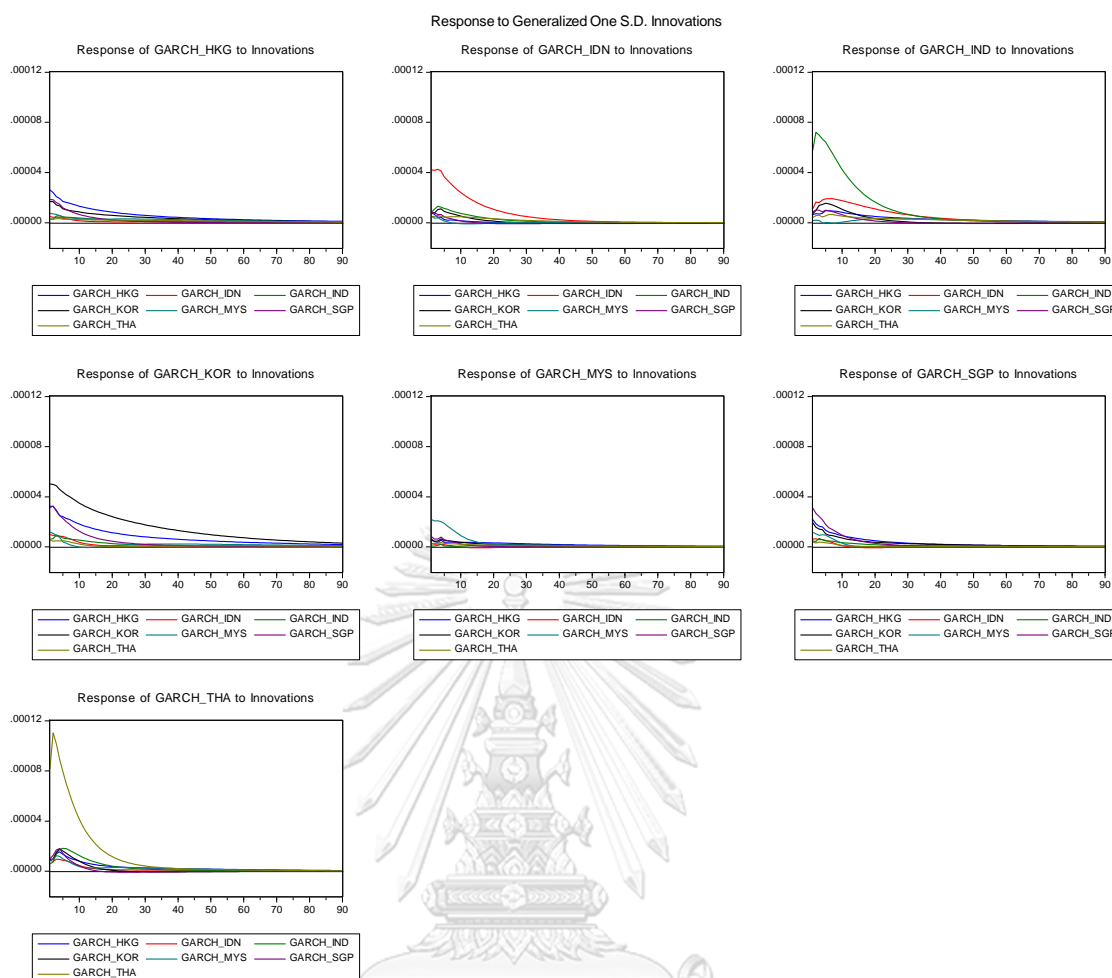 Response to Generalized One S.D. Innovations
Response of GARCH_HKG to Innovations
.00012
.00008
.00004
.00000
10 20 30 40 50 60 70 80 90
GARCH_HKG GARCH_IDN GARCH_IND
GARCH_KOR GARCH_MYS GARCH_SGP
GARCH_THA
Response of GARCH_IDN to Innovations
.00012
.00008
.00004
.00000
10 20 30 40 50 60 70 80 90
GARCH_HKG GARCH_IDN GARCH_IND
GARCH_KOR GARCH_MYS GARCH_SGP
GARCH_THA
Response of GARCH_IND to Innovations
.00012
.00008
.00004
.00000
10 20 30 40 50 60 70 80 90
GARCH_HKG GARCH_IDN GARCH_IND
GARCH_KOR GARCH_MYS GARCH_SGP
GARCH_THA
Response of GARCH_KOR to Innovations
.00012
.00008
.00004
.00000
10 20 30 40 50 60 70 80 90
GARCH_HKG GARCH_IDN GARCH_IND
GARCH_KOR GARCH_MYS GARCH_SGP
GARCH_THA
Response of GARCH_MYS to Innovations
.00012
.00008
.00004
.00000
10 20 30 40 50 60 70 80 90
GARCH_HKG GARCH_IDN GARCH_IND
GARCH_KOR GARCH_MYS GARCH_SGP
GARCH_THA
Response of GARCH_SGP to Innovations
.00012
.00008
.00004
.00000
10 20 30 40 50 60 70 80 90
GARCH_HKG GARCH_IDN GARCH_IND
GARCH_KOR GARCH_MYS GARCH_SGP
GARCH_THA
Response of GARCH_THA to Innovations
.00012
.00008
.00004
.00000
10 20 30 40 50 60 70 80 90
GARCH_HKG GARCH_IDN GARCH_IND
GARCH_KOR GARCH_MYS GARCH_SGP
GARCH_THA